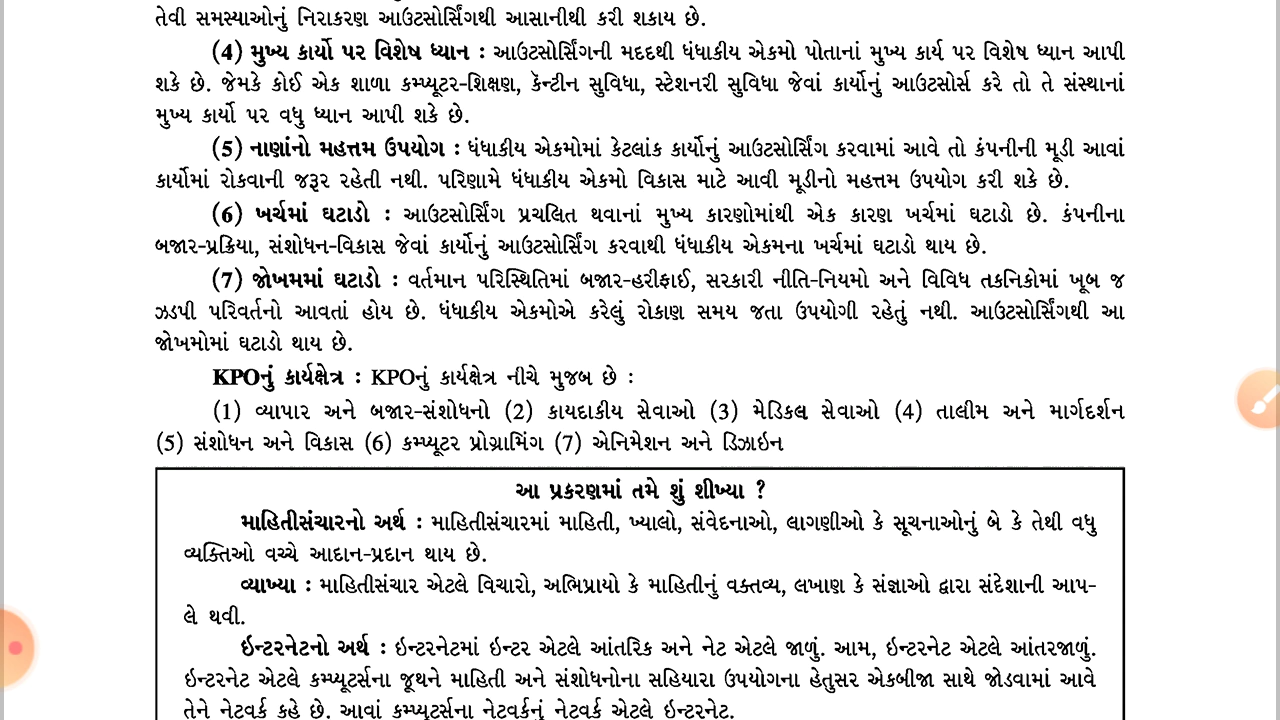 તેવી સમસ્યાઓનું નિરાકરણ આઉટસોર્સિંગથી આસાનીથી કરી શકાય છે.
(4) મુખ્ય કાર્યો પર વિશેષ ધ્યાન : આઉટસોર્સિંગની મદદથી ધંધાકીય એકમો પોતાનાં મુખ્ય કાર્ય પર વિશેષ ધ્યાન આપી
શકે છે. જેમકે કોઈ એક શાળા કમ્પ્યૂટર-શિક્ષણ, કૅન્ટીન સુવિધા, સ્ટેશનરી સુવિધા જેવાં કાર્યોનું આઉટસોર્સ કરે તો તે સંસ્થાનાં
મુખ્ય કાર્યો પર વધુ ધ્યાન આપી શકે છે.
(5) નાણાંનો મહત્તમ ઉપયોગ : ધંધાકીય એકમોમાં કેટલાંક કાર્યોનું આઉટસોર્સિંગ કરવામાં આવે તો કંપનીની મૂડી આવાં
કાર્યોમાં રોકવાની જરૂર રહેતી નથી. પરિણામે ધંધાકીય એકમો વિકાસ માટે આવી મૂડીનો મહત્તમ ઉપયોગ કરી શકે છે.
(6) ખર્ચમાં ઘટાડો : આઉટસોર્સિંગ પ્રચલિત થવાનાં મુખ્ય કારણોમાંથી એક કારણ ખર્ચમાં ઘટાડો છે. કંપનીના
બજાર-પ્રક્રિયા, સંશોધન-વિકાસ જેવાં કાર્યોનું આઉટસોર્સિંગ કરવાથી ધંધાકીય એકમના ખર્ચમાં ઘટાડો થાય છે.
(7) જોખમમાં ઘટાડો : વર્તમાન પરિસ્થિતિમાં બજાર-હરીફાઈ, સરકારી નીતિ-નિયમો અને વિવિધ તકનિકોમાં ખૂબ જ
ઝડપી પરિવર્તનો આવતાં હોય છે. ધંધાકીય એકમોએ કરેલું રોકાણ સમય જતા ઉપયોગી રહેતું નથી. આઉટસોર્સિંગથી આ
જોખમોમાં ઘટાડો થાય છે.
KPOનું કાર્યક્ષેત્ર : KPOનું કાર્યક્ષેત્ર નીચે મુજબ છે :
(1) વ્યાપાર અને બજાર-સંશોધનો (2) કાયદાકીય સેવાઓ (3) મેડિકલ સેવાઓ (4) તાલીમ અને માર્ગદર્શન
(5) સંશોધન અને વિકાસ (6) કમ્પ્યૂટર પ્રોગ્રામિંગ (7) એનિમેશન અને ડિઝાઇન
આ પ્રકરણમાં તમે શું શીખ્યા ?
માહિતીસંચારનો અર્થ : માહિતીસંચારમાં માહિતી, ખ્યાલો, સંવેદનાઓ, લાગણીઓ કે સૂચનાઓનું બે કે તેથી વધુ
વ્યક્તિઓ વચ્ચે આદાન-પ્રદાન થાય છે.
વ્યાખ્યા : માહિતીસંચાર એટલે વિચારો, અભિપ્રાયો કે માહિતીનું વક્તવ્ય, લખાણ કે સંજ્ઞાઓ દ્વારા સંદેશાની આપ-
લે થવી.
ઇન્ટરનેટનો અર્થ : ઇન્ટરનેટમાં ઇન્ટર એટલે આંતરિક અને નેટ એટલે જાળું. આમ, ઇન્ટરનેટ એટલે આંતરજાળું.
ઇન્ટરનેટ એટલે કમ્પ્યૂટર્સના જૂથને માહિતી અને સંશોધનોના સહિયારા ઉપયોગના હેતુસર એકબીજા સાથે જોડવામાં આવે
તેને નેટવર્ક કહે છે. આવાં કમ્પ્યૂટર્સના નેટવર્કનું નેટવર્ક એટલે ઇન્ટરનેટ.